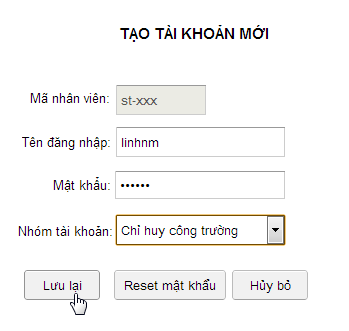 TẠO TÀI KHOẢN MỚI
Mã nhân viên: st-xxx
Tên đăng nhập: linhnm
Mật khẩu: ••••••
Nhóm tài khoản: Chỉ huy công trường
Lưu lại Reset mật khẩu Hủy bỏ